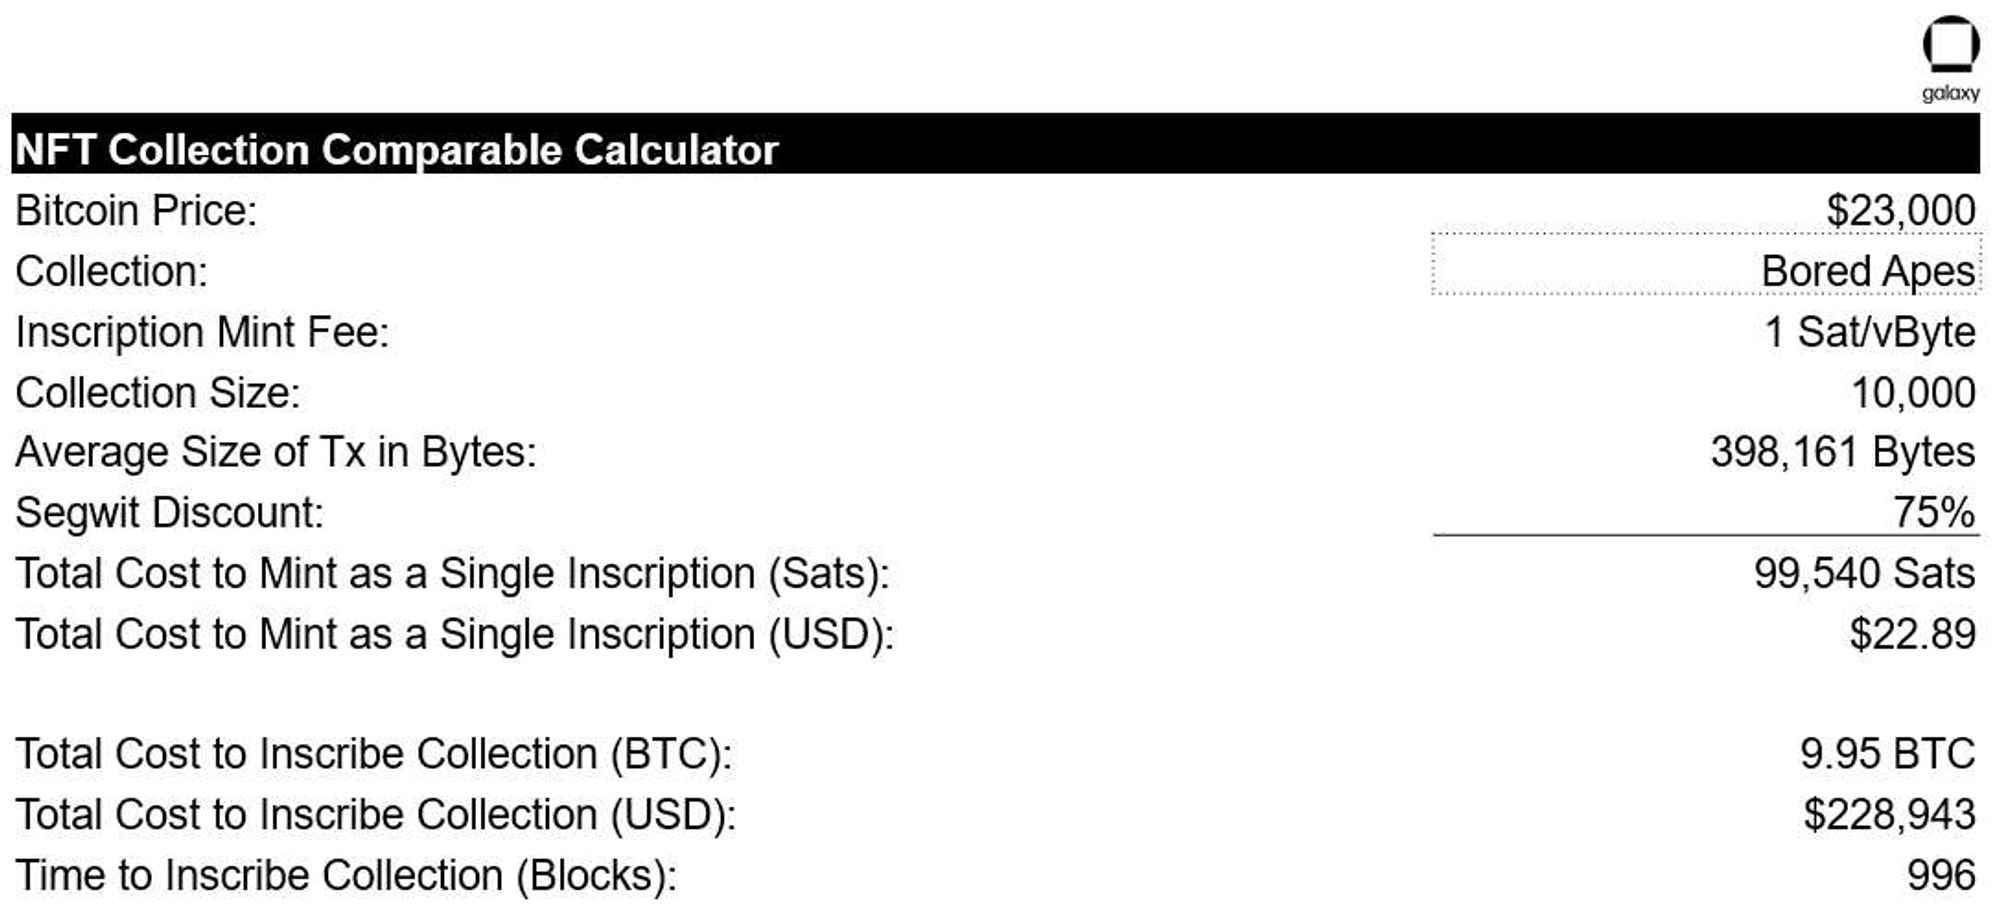 galaxy
NFT Collection Comparable Calculator
Bitcoin Price: $23,000
Collection: Bored Apes
Inscription Mint Fee: 1 Sat/vByte
Collection Size: 10,000
Average Size of Tx in Bytes: 398,161 Bytes
Segwit Discount: 75%
Total Cost to Mint as a Single Inscription (Sats): 99,540 Sats
Total Cost to Mint as a Single Inscription (USD): $22.89
Total Cost to Inscribe Collection (BTC): 9.95 BTC
Total Cost to Inscribe Collection (USD): $228,943
Time to Inscribe Collection (Blocks): 996